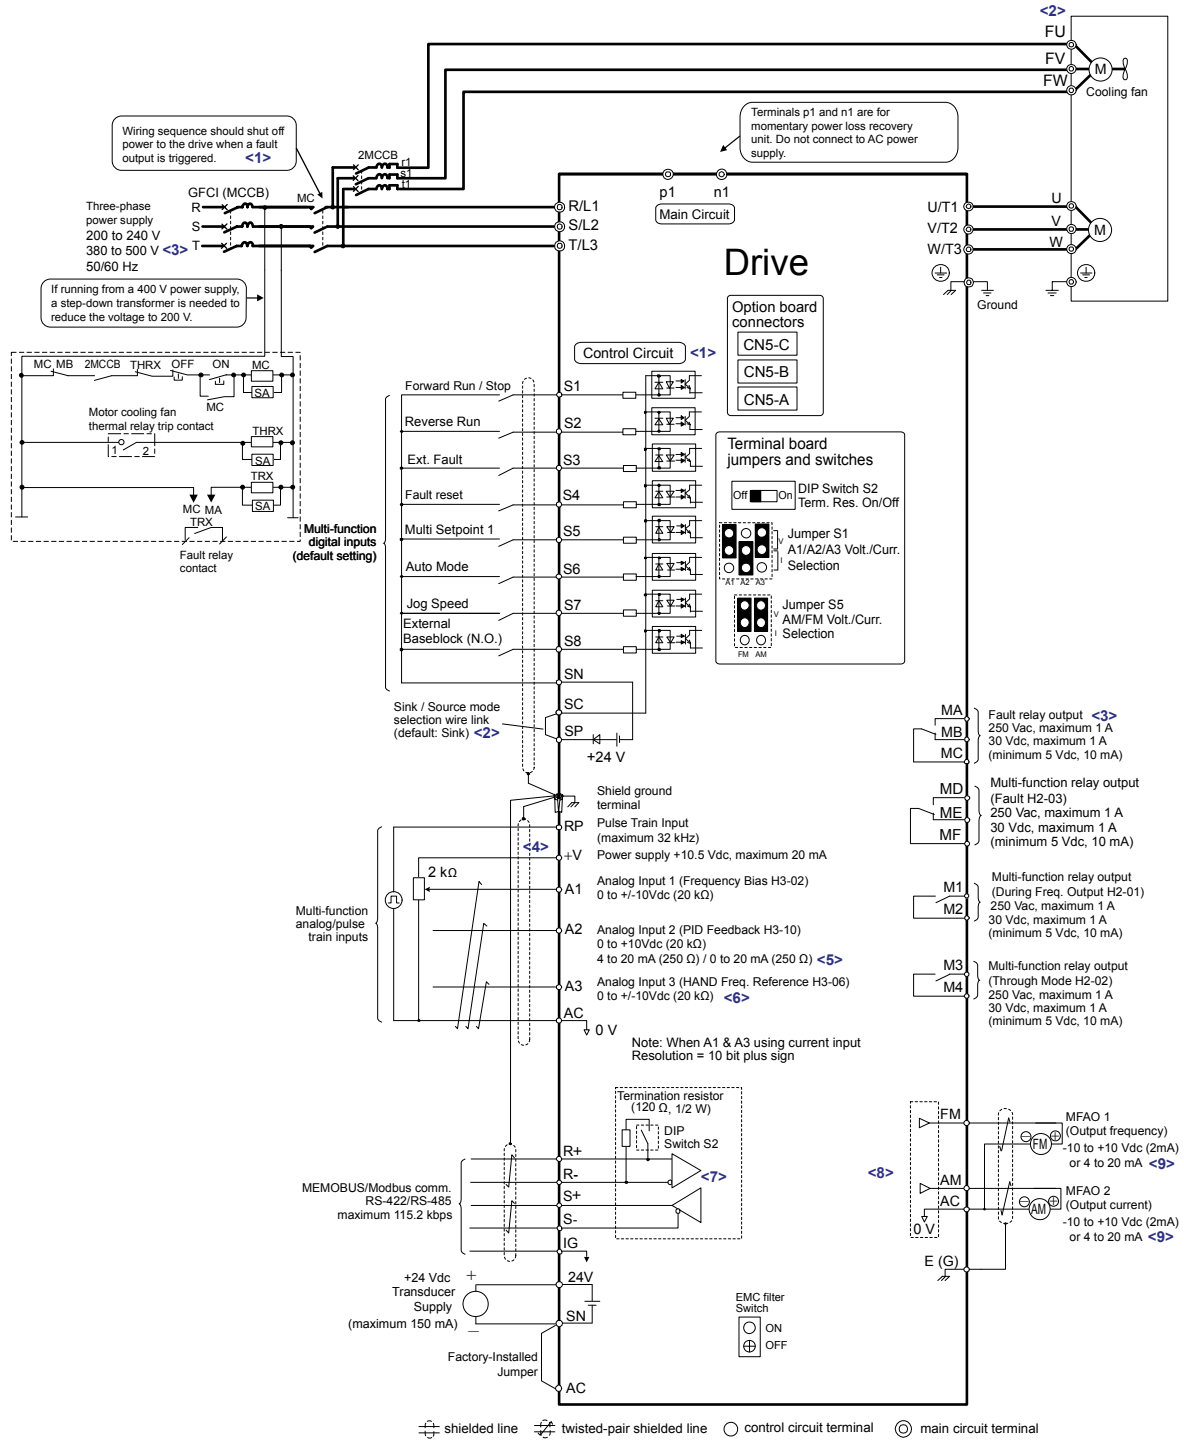 <2>
FU
FV
FW
M
Cooling fan
Terminals p1 and n1 are for
momentary power loss recovery
unit. Do not connect to AC power
supply.
Wiring sequence should shut off
power to the drive when a fault
output is triggered. <1>
2MCCB
r1
s1
t1
GFCI (MCCB)
MC
R
S
T
Three-phase
power supply
200 to 240 V
380 to 500 V <3>
50/60 Hz
R/L1
S/L2
T/L3
p1
n1
Main Circuit
U/T1
V/T2
W/T3
U
V
W
M
Ground
Drive
If running from a 400 V power supply,
a step-down transformer is needed to
reduce the voltage to 200 V.
MC MB 2MCCB THRX OFF ON MC
SA
MC
Motor cooling fan
thermal relay trip contact
1 2
THRX
SA
TRX
SA
MC MA
TRX
Fault relay
contact
Option board
connectors
CN5-C
CN5-B
CN5-A
Control Circuit <1>
Multi-function
digital inputs
(default setting)
Forward Run / Stop
S1
Reverse Run
S2
Ext. Fault
S3
Fault reset
S4
Multi Setpoint 1
S5
Auto Mode
S6
Jog Speed
S7
External
Baseblock (N.O.)
S8
SN
SC
SP
+24 V
Sink / Source mode
selection wire link
(default: Sink) <2>
Terminal board
jumpers and switches
Off On
DIP Switch S2
Term. Res. On/Off
Jumper S1
A1/A2/A3 Volt./Curr.
Selection
V
I
A1 A2 A3
Jumper S5
AM/FM Volt./Curr.
Selection
V
I
FM AM
MA
MB
MC
Fault relay output <3>
250 Vac, maximum 1 A
30 Vdc, maximum 1 A
(minimum 5 Vdc, 10 mA)
MD
ME
MF
Multi-function relay output
(Fault H2-03)
250 Vac, maximum 1 A
30 Vdc, maximum 1 A
(minimum 5 Vdc, 10 mA)
M1
M2
Multi-function relay output
(During Freq. Output H2-01)
250 Vac, maximum 1 A
30 Vdc, maximum 1 A
(minimum 5 Vdc, 10 mA)
M3
M4
Multi-function relay output
(Through Mode H2-02)
250 Vac, maximum 1 A
30 Vdc, maximum 1 A
(minimum 5 Vdc, 10 mA)
Shield ground
terminal
Multi-function
analog/pulse
train inputs
<4>
2 kΩ
RP
Pulse Train Input
(maximum 32 kHz)
+V
Power supply +10.5 Vdc, maximum 20 mA
A1
Analog Input 1 (Frequency Bias H3-02)
0 to +/-10Vdc (20 kΩ)
A2
Analog Input 2 (PID Feedback H3-10)
0 to +10Vdc (20 kΩ)
4 to 20 mA (250 Ω) / 0 to 20 mA (250 Ω) <5>
A3
Analog Input 3 (HAND Freq. Reference H3-06)
0 to +/-10Vdc (20 kΩ) <6>
AC
0 V
Note: When A1 & A3 using current input
Resolution = 10 bit plus sign
Termination resistor
(120 Ω, 1/2 W)
DIP
Switch S2
<7>
MEMOBUS/Modbus comm.
RS-422/RS-485
maximum 115.2 kbps
R+
R-
S+
S-
IG
<8>
FM
AM
AC
0 V
E (G)
FM
MFAO 1
(Output frequency)
-10 to +10 Vdc (2mA)
or 4 to 20 mA <9>
AM
MFAO 2
(Output current)
-10 to +10 Vdc (2mA)
or 4 to 20 mA <9>
+24 Vdc
Transducer
Supply
(maximum 150 mA)
+
−
24V
SN
Factory-Installed
Jumper
AC
EMC filter
Switch
ON
OFF
shielded line
twisted-pair shielded line
control circuit terminal
main circuit terminal